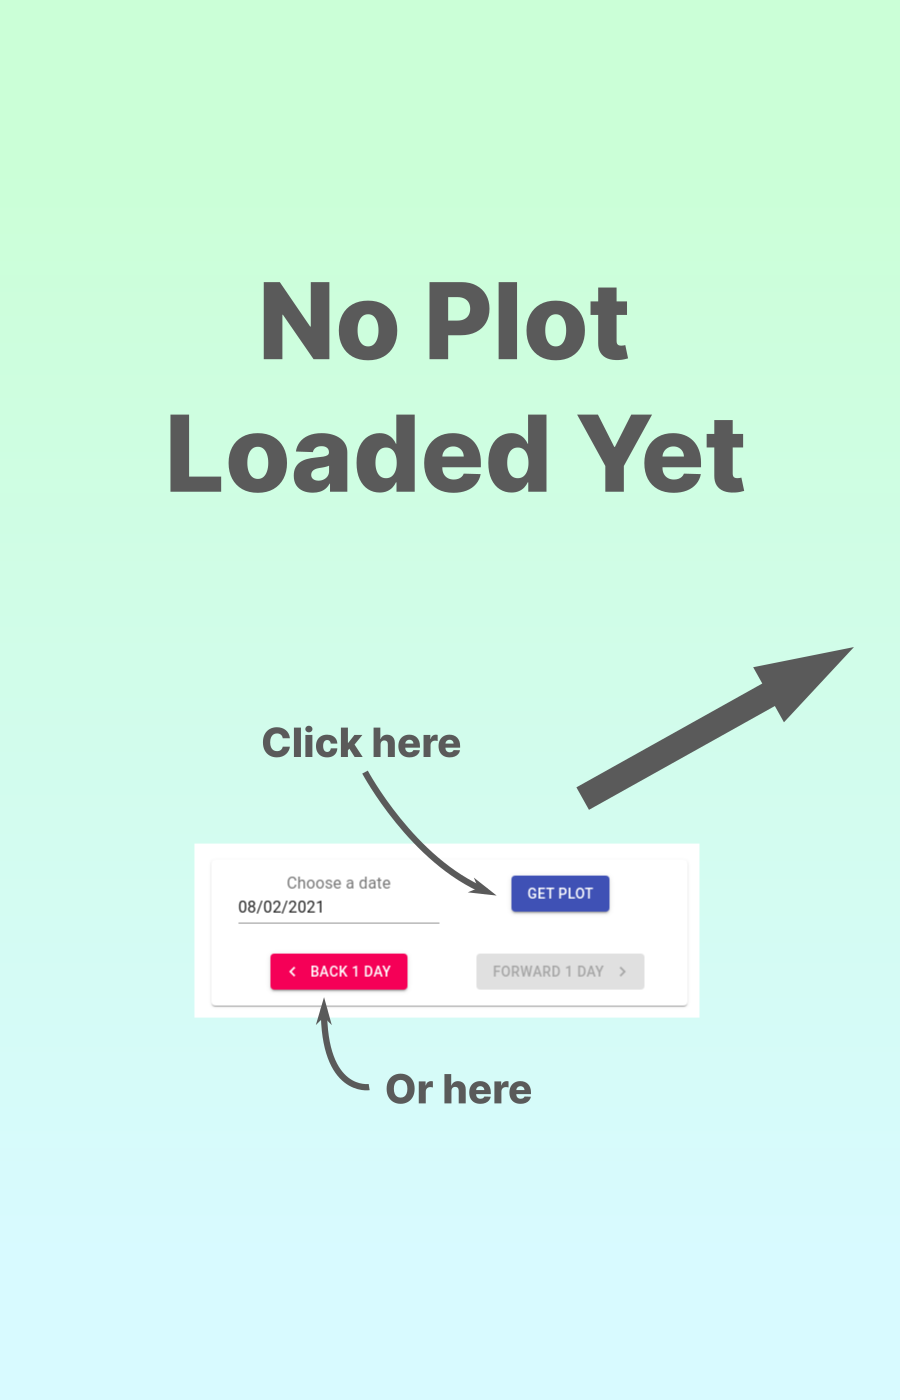 No Plot
Loaded Yet
Click here
Choose a date
08/02/2021
GET PLOT
BACK 1 DAY
FORWARD 1 DAY
Or here